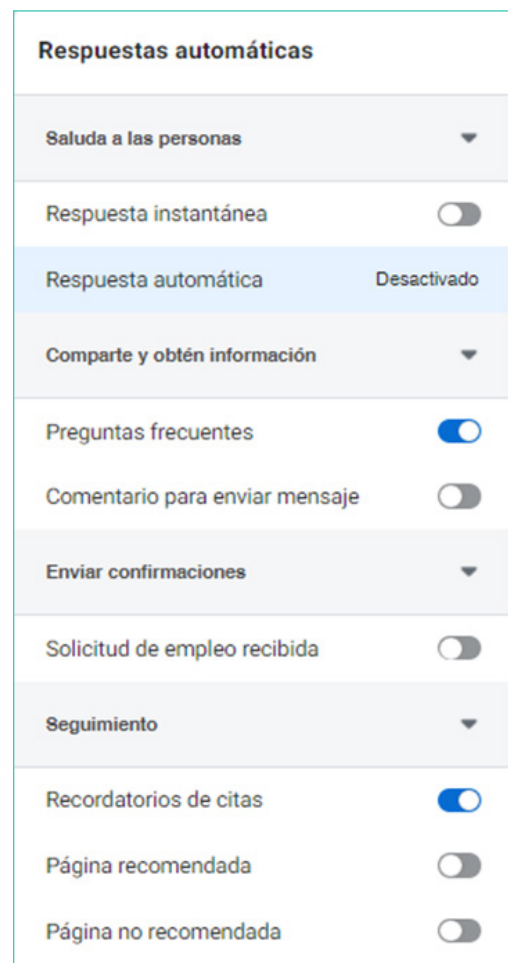 Respuestas automáticas
Saluda a las personas
Respuesta instantánea
Respuesta automática Desactivado
Comparte y obtén información
Preguntas frecuentes
Comentario para enviar mensaje
Enviar confirmaciones
Solicitud de empleo recibida
Seguimiento
Recordatorios de citas
Página recomendada
Página no recomendada